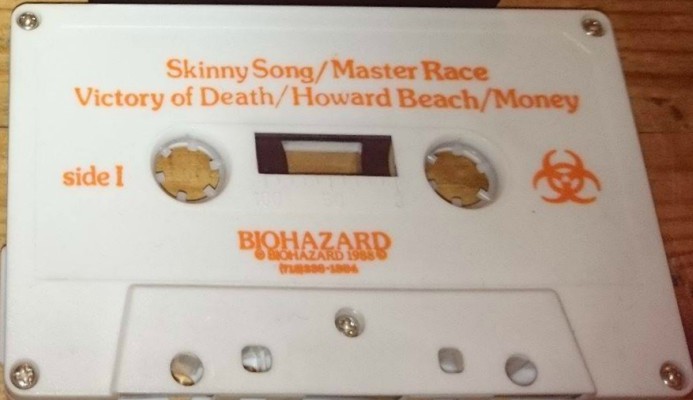 Skinny Song/Master Race
Victory of Death/Howard Beach/Money
side I
BIOHAZARD
© BIOHAZARD 1988 ©